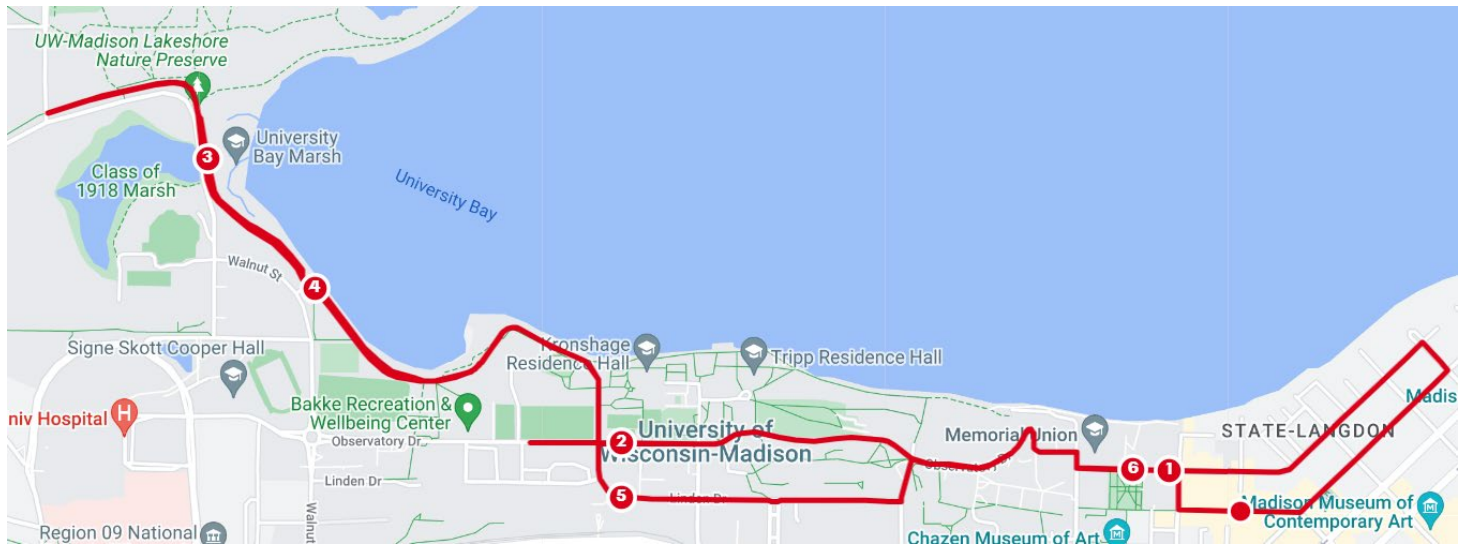 UW-Madison Lakeshore
Nature Preserve
3
University
Bay Marsh
Class of
1918 Marsh
University Bay
Walnut St
4
Signe Skott Cooper Hall
Kronshage
Residence Hall
Tripp Residence Hall
Madis
niv Hospital
H
Bakke Recreation &
Wellbeing Center
Observatory Dr
2
University of
Wisconsin-Madison
Memorial Union
STATE-LANGDON
Observatory Dr
6
1
Linden Dr
5
Linden Dr
Walnut
Madison Museum of
Contemporary Art
Region 09 National
Chazen Museum of Art